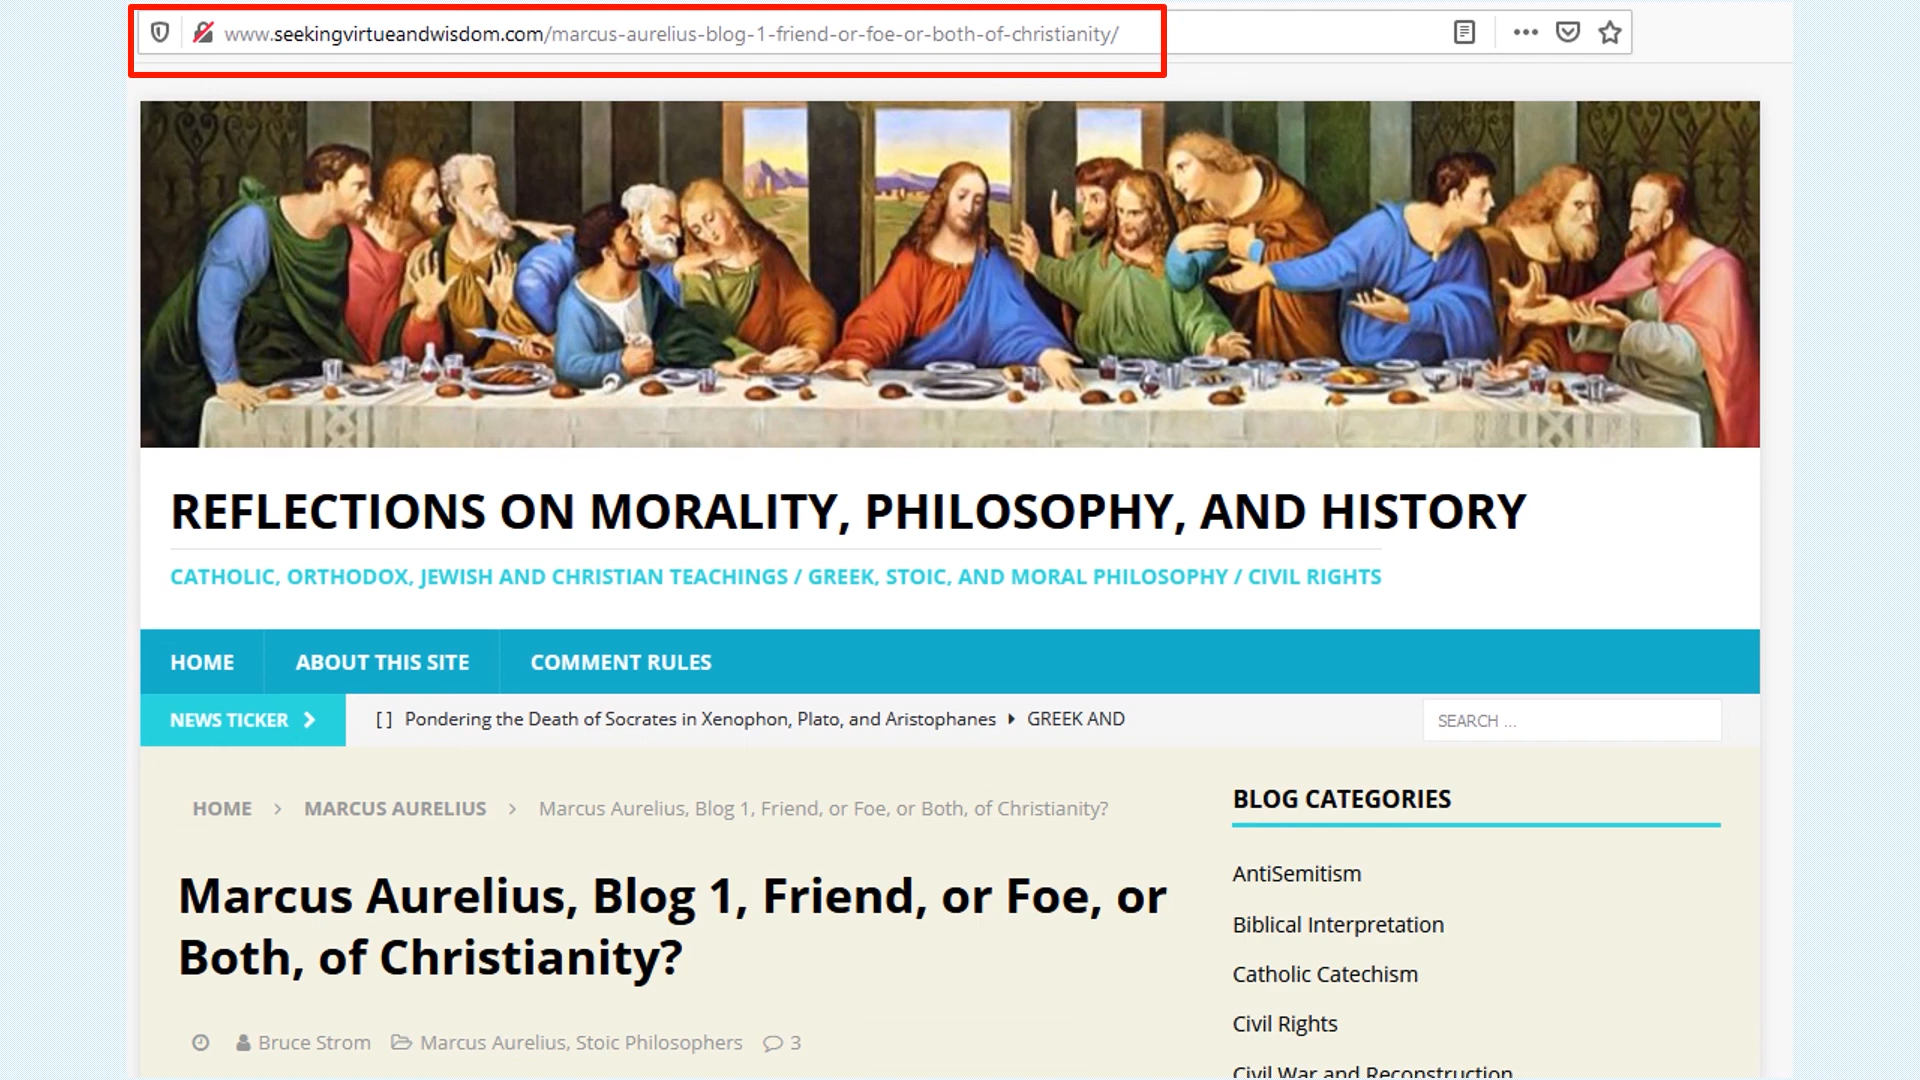 www.seekingvirtueandwisdom.com/marcus-aurelius-blog-1-friend-or-foe-or-both-of-christianity/
REFLECTIONS ON MORALITY, PHILOSOPHY, AND HISTORY
CATHOLIC, ORTHODOX, JEWISH AND CHRISTIAN TEACHINGS / GREEK, STOIC, AND MORAL PHILOSOPHY / CIVIL RIGHTS
HOME ABOUT THIS SITE COMMENT RULES
NEWS TICKER [ ] Pondering the Death of Socrates in Xenophon, Plato, and Aristophanes GREEK AND SEARCH ...
HOME > MARCUS AURELIUS > Marcus Aurelius, Blog 1, Friend, or Foe, or Both, of Christianity?
Marcus Aurelius, Blog 1, Friend, or Foe, or
Both, of Christianity?
Bruce Strom Marcus Aurelius, Stoic Philosophers 3
BLOG CATEGORIES
AntiSemitism
Biblical Interpretation
Catholic Catechism
Civil Rights
Civil War and Reconstruction